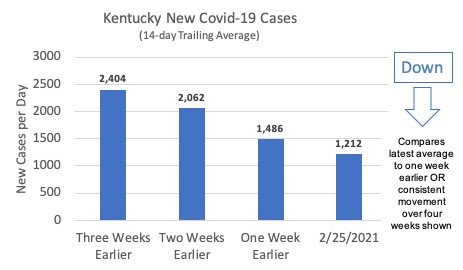 Kentucky New Covid-19 Cases
(14-day Trailing Average)
New Cases per Day
3000
2500
2000
1500
1000
500
0
2,404
2,062
1,486
1,212
Three Weeks
Earlier
Two Weeks
Earlier
One Week
Earlier
2/25/2021
Down
Compares
latest average
to one week
earlier OR
consistent
movement
over four
weeks shown